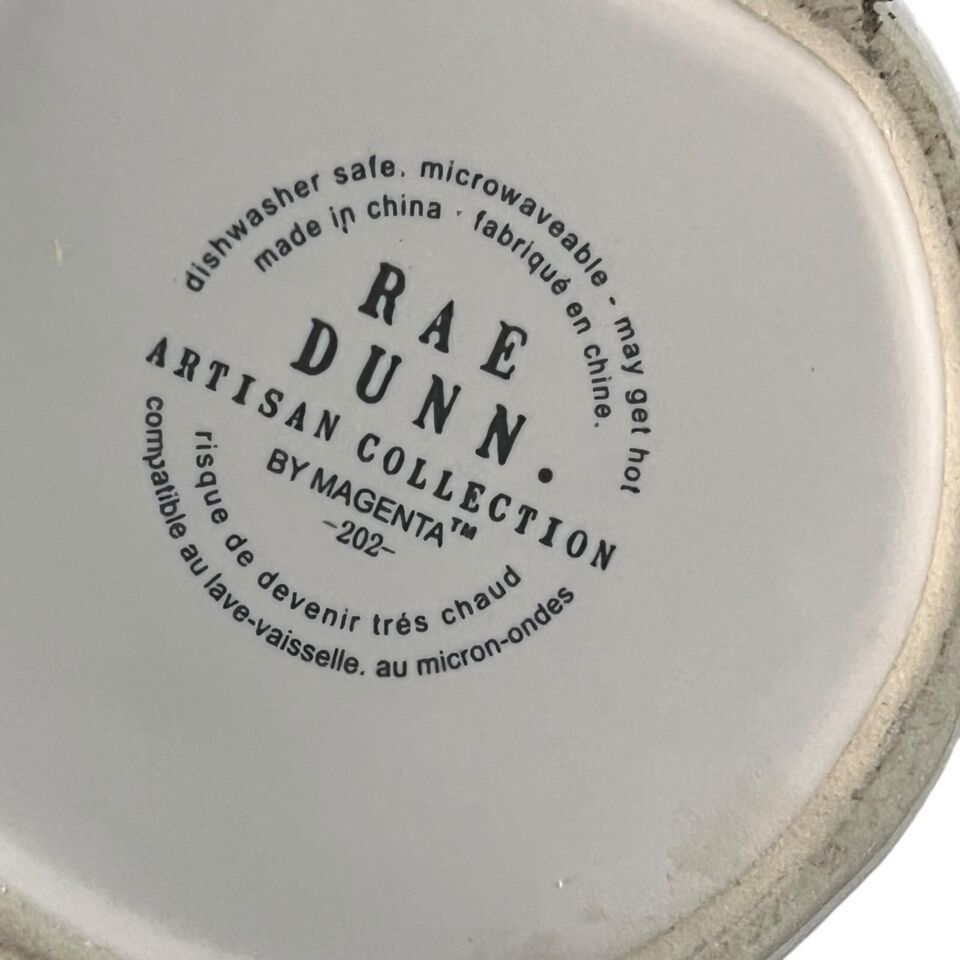 dishwasher safe. microwaveable - may get hot
made in china · fabriqué en chine.
RAE
DUNN.
ARTISAN COLLECTION
BY MAGENTA™
-202-
risque de devenir trés chaud
compatible au lave-vaisselle. au micron-ondes